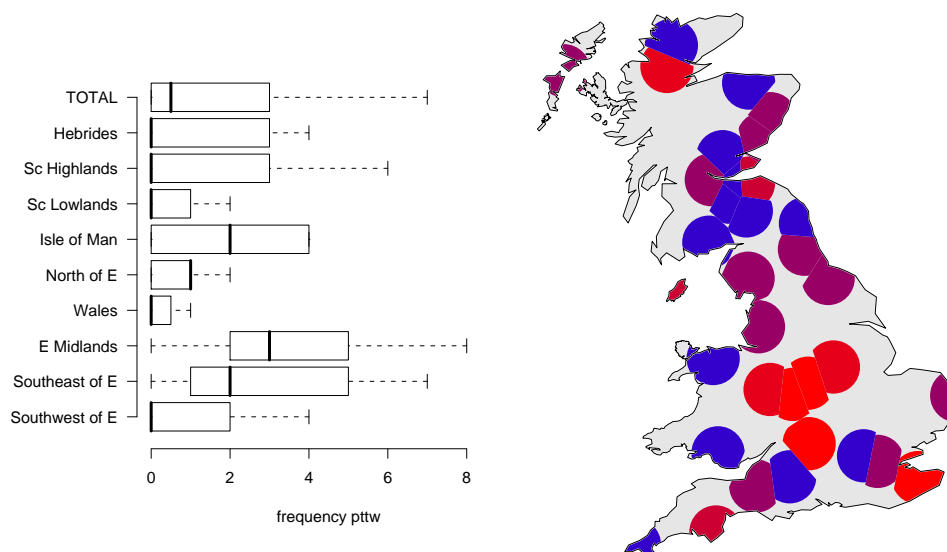 TOTAL
Hebrides
Sc Highlands
Sc Lowlands
Isle of Man
North of E
Wales
E Midlands
Southeast of E
Southwest of E
0 2 4 6 8
frequency pttw